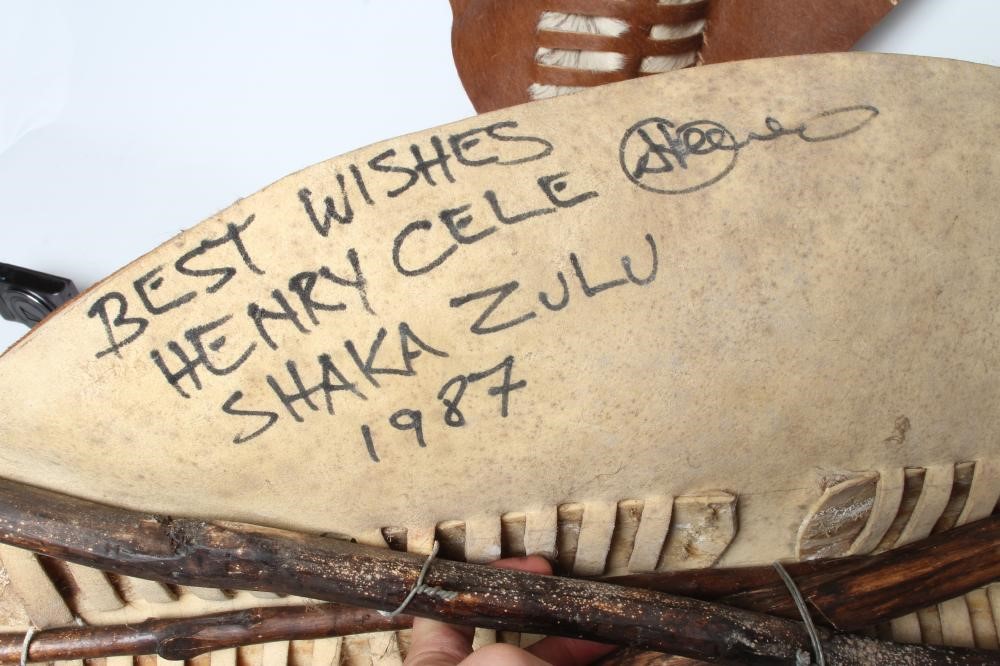 BEST WISHES
HENRY CELE
SHAKA ZULU
1987